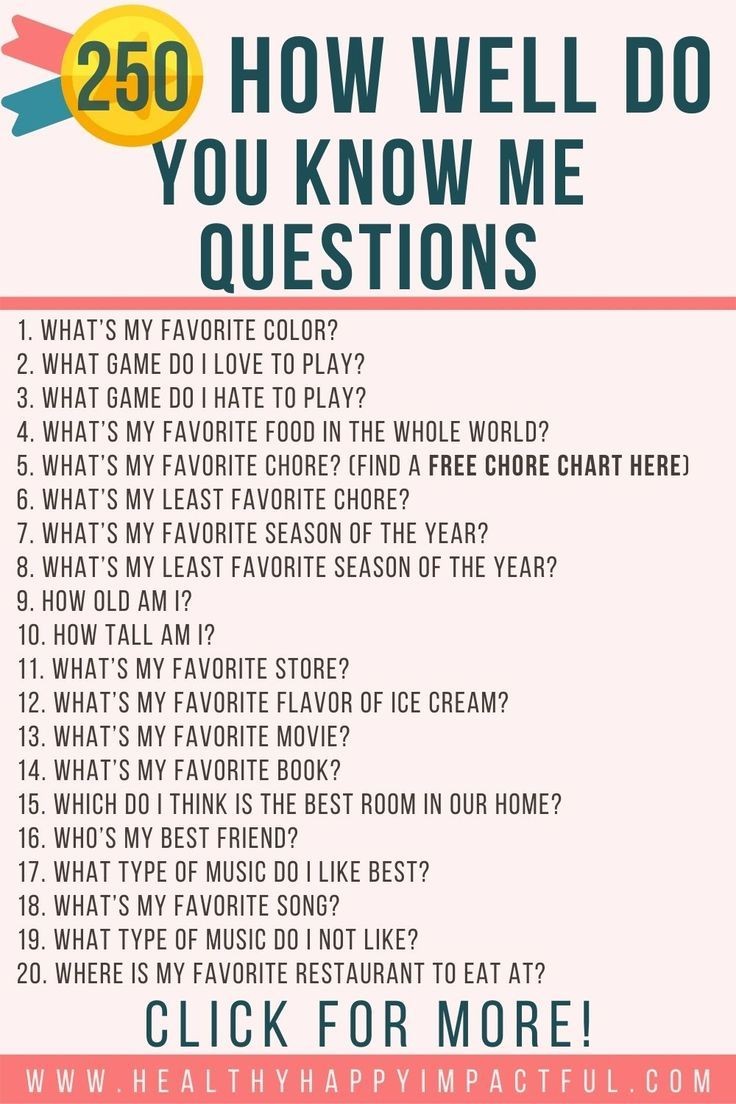 250 HOW WELL DO
YOU KNOW ME
QUESTIONS
1. WHAT'S MY FAVORITE COLOR?
2. WHAT GAME DO I LOVE TO PLAY?
3. WHAT GAME DO I HATE TO PLAY?
4. WHAT'S MY FAVORITE FOOD IN THE WHOLE WORLD?
5. WHAT'S MY FAVORITE CHORE? (FIND A FREE CHORE CHART HERE)
6. WHAT'S MY LEAST FAVORITE CHORE?
7. WHAT'S MY FAVORITE SEASON OF THE YEAR?
8. WHAT'S MY LEAST FAVORITE SEASON OF THE YEAR?
9. HOW OLD AM I?
10. HOW TALL AM I?
11. WHAT'S MY FAVORITE STORE?
12. WHAT'S MY FAVORITE FLAVOR OF ICE CREAM?
13. WHAT'S MY FAVORITE MOVIE?
14. WHAT'S MY FAVORITE BOOK?
15. WHICH DO I THINK IS THE BEST ROOM IN OUR HOME?
16. WHO'S MY BEST FRIEND?
17. WHAT TYPE OF MUSIC DO I LIKE BEST?
18. WHAT'S MY FAVORITE SONG?
19. WHAT TYPE OF MUSIC DO I NOT LIKE?
20. WHERE IS MY FAVORITE RESTAURANT TO EAT AT?
CLICK FOR MORE!
WWW.HEALTHYHAPPYIMPACTFUL.COM